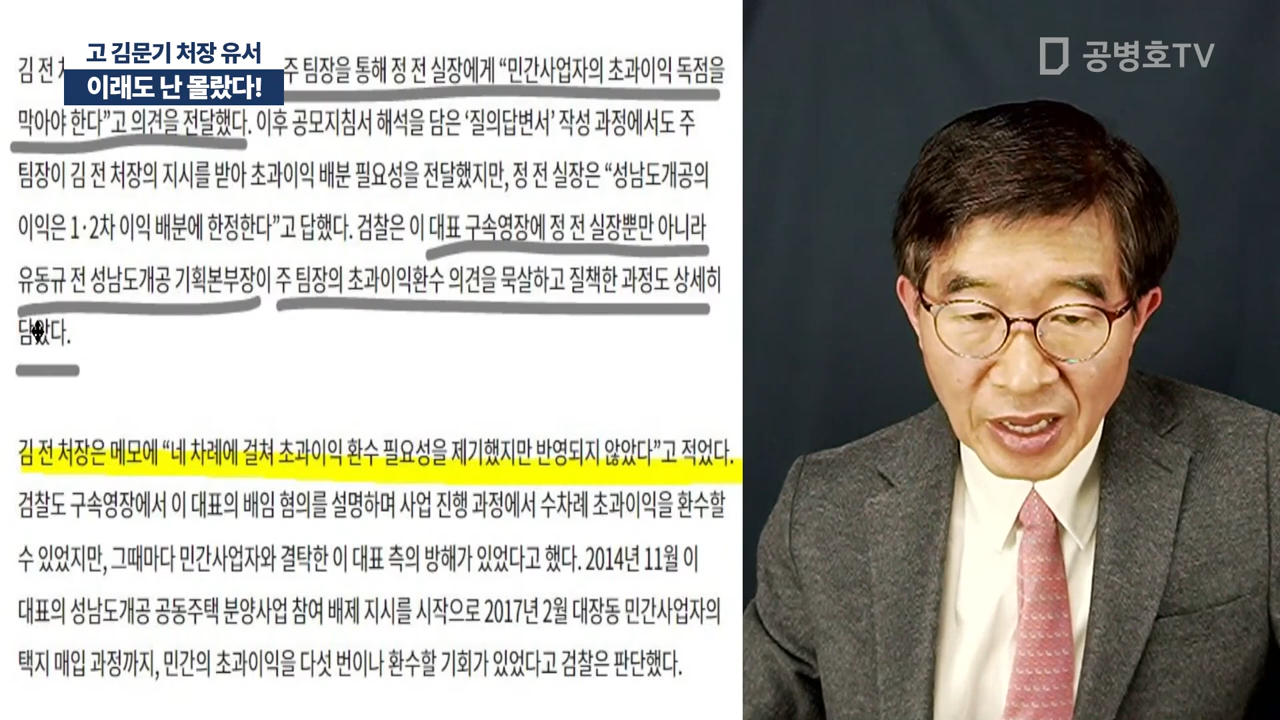 고 김문기 처장 유서
이래도 난 몰랐다!
공병호TV
김 전 처 주 팀장을 통해 정 전 실장에게 “민간사업자의 초과이익 독점을
막아야 한다”고 의견을 전달했다. 이후 공모지침서 해석을 담은 ‘질의답변서’ 작성 과정에서도 주
팀장이 김 전 처장의 지시를 받아 초과이익 배분 필요성을 전달했지만, 정 전 실장은 “성남도개공의
이익은 1·2차 이익 배분에 한정한다”고 답했다. 검찰은 이 대표 구속영장에 정 전 실장뿐만 아니라
유동규 전 성남도개공 기획본부장이 주 팀장의 초과이익환수 의견을 묵살하고 질책한 과정도 상세히
담았다.
김 전 처장은 메모에 “네 차례에 걸쳐 초과이익 환수 필요성을 제기했지만 반영되지 않았다”고 적었다.
검찰도 구속영장에서 이 대표의 배임 혐의를 설명하며 사업 진행 과정에서 수차례 초과이익을 환수할
수 있었지만, 그때마다 민간사업자와 결탁한 이 대표 측의 방해가 있었다고 했다. 2014년 11월 이
대표의 성남도개공 공동주택 분양사업 참여 배제 지시를 시작으로 2017년 2월 대장동 민간사업자의
택지 매입 과정까지, 민간의 초과이익을 다섯 번이나 환수할 기회가 있었다고 검찰은 판단했다.